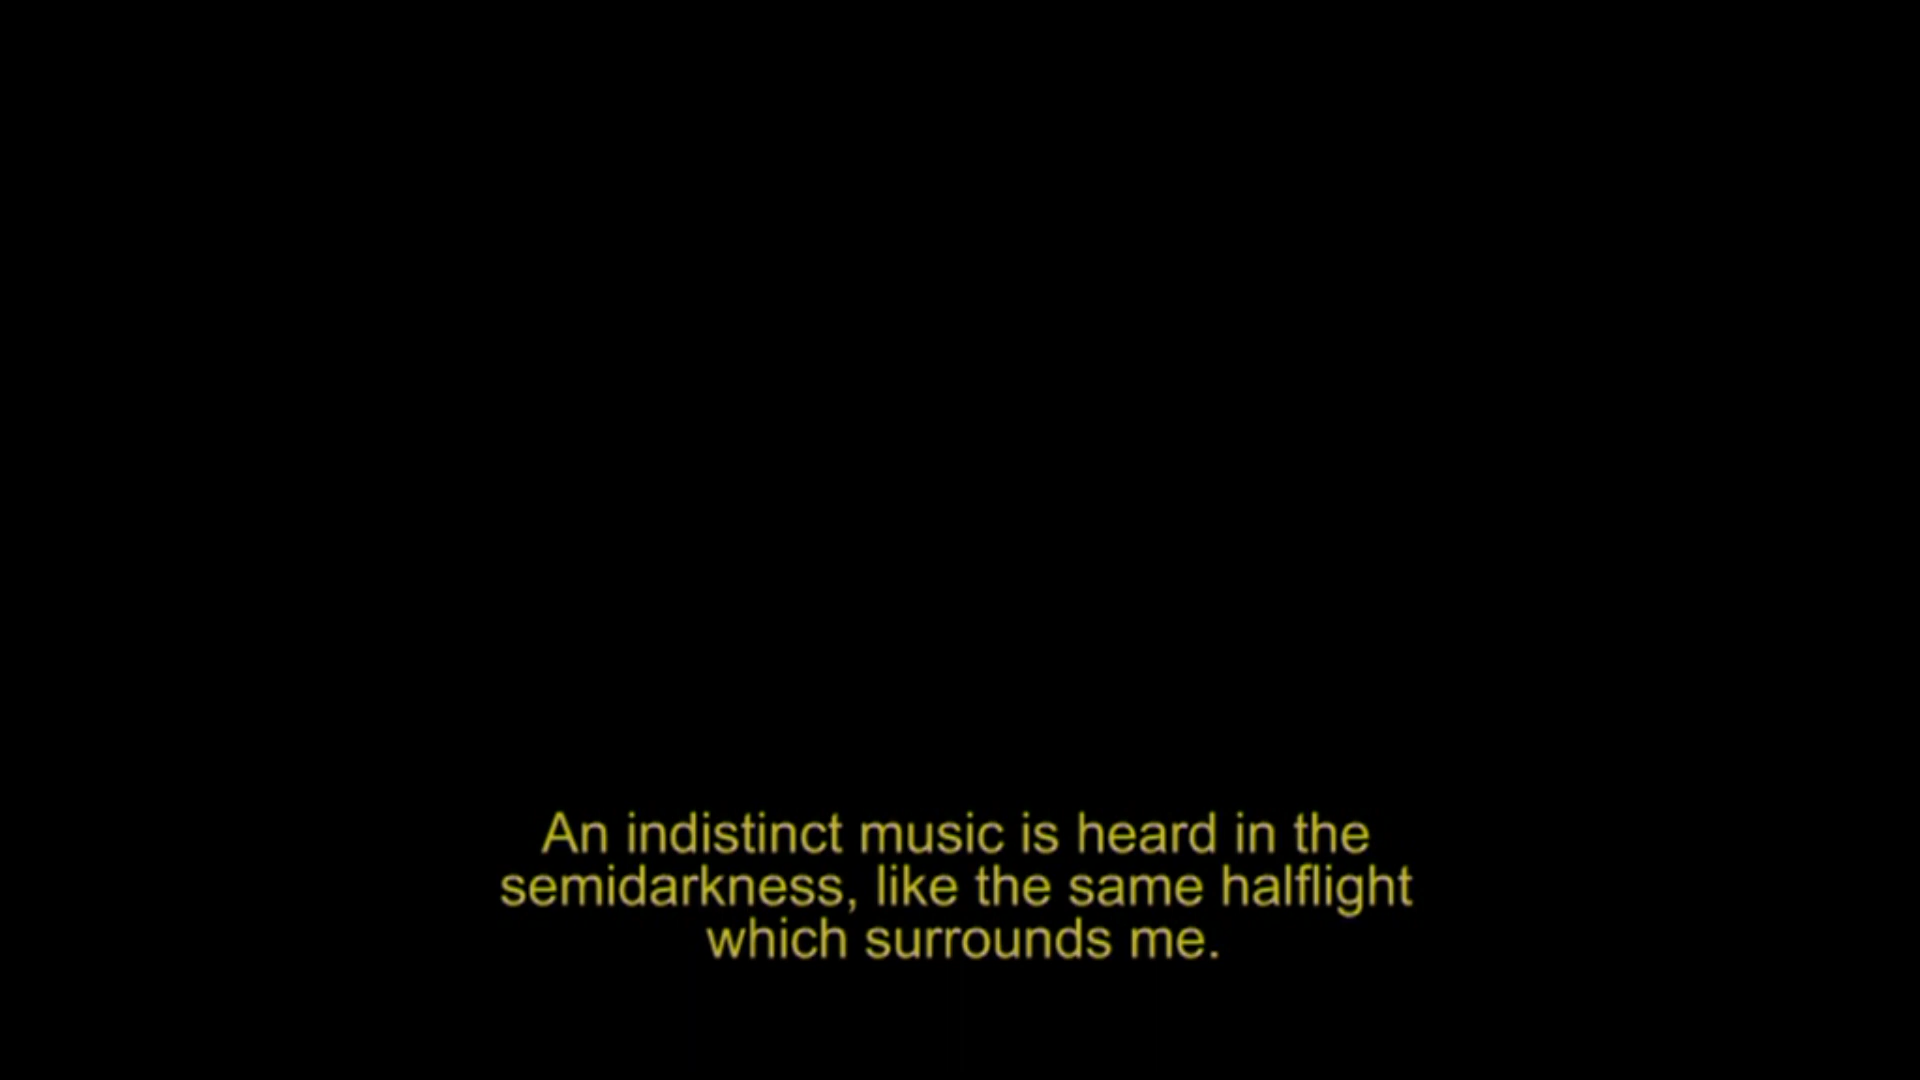 An indistinct music is heard in the
semidarkness, like the same halflight
which surrounds me.